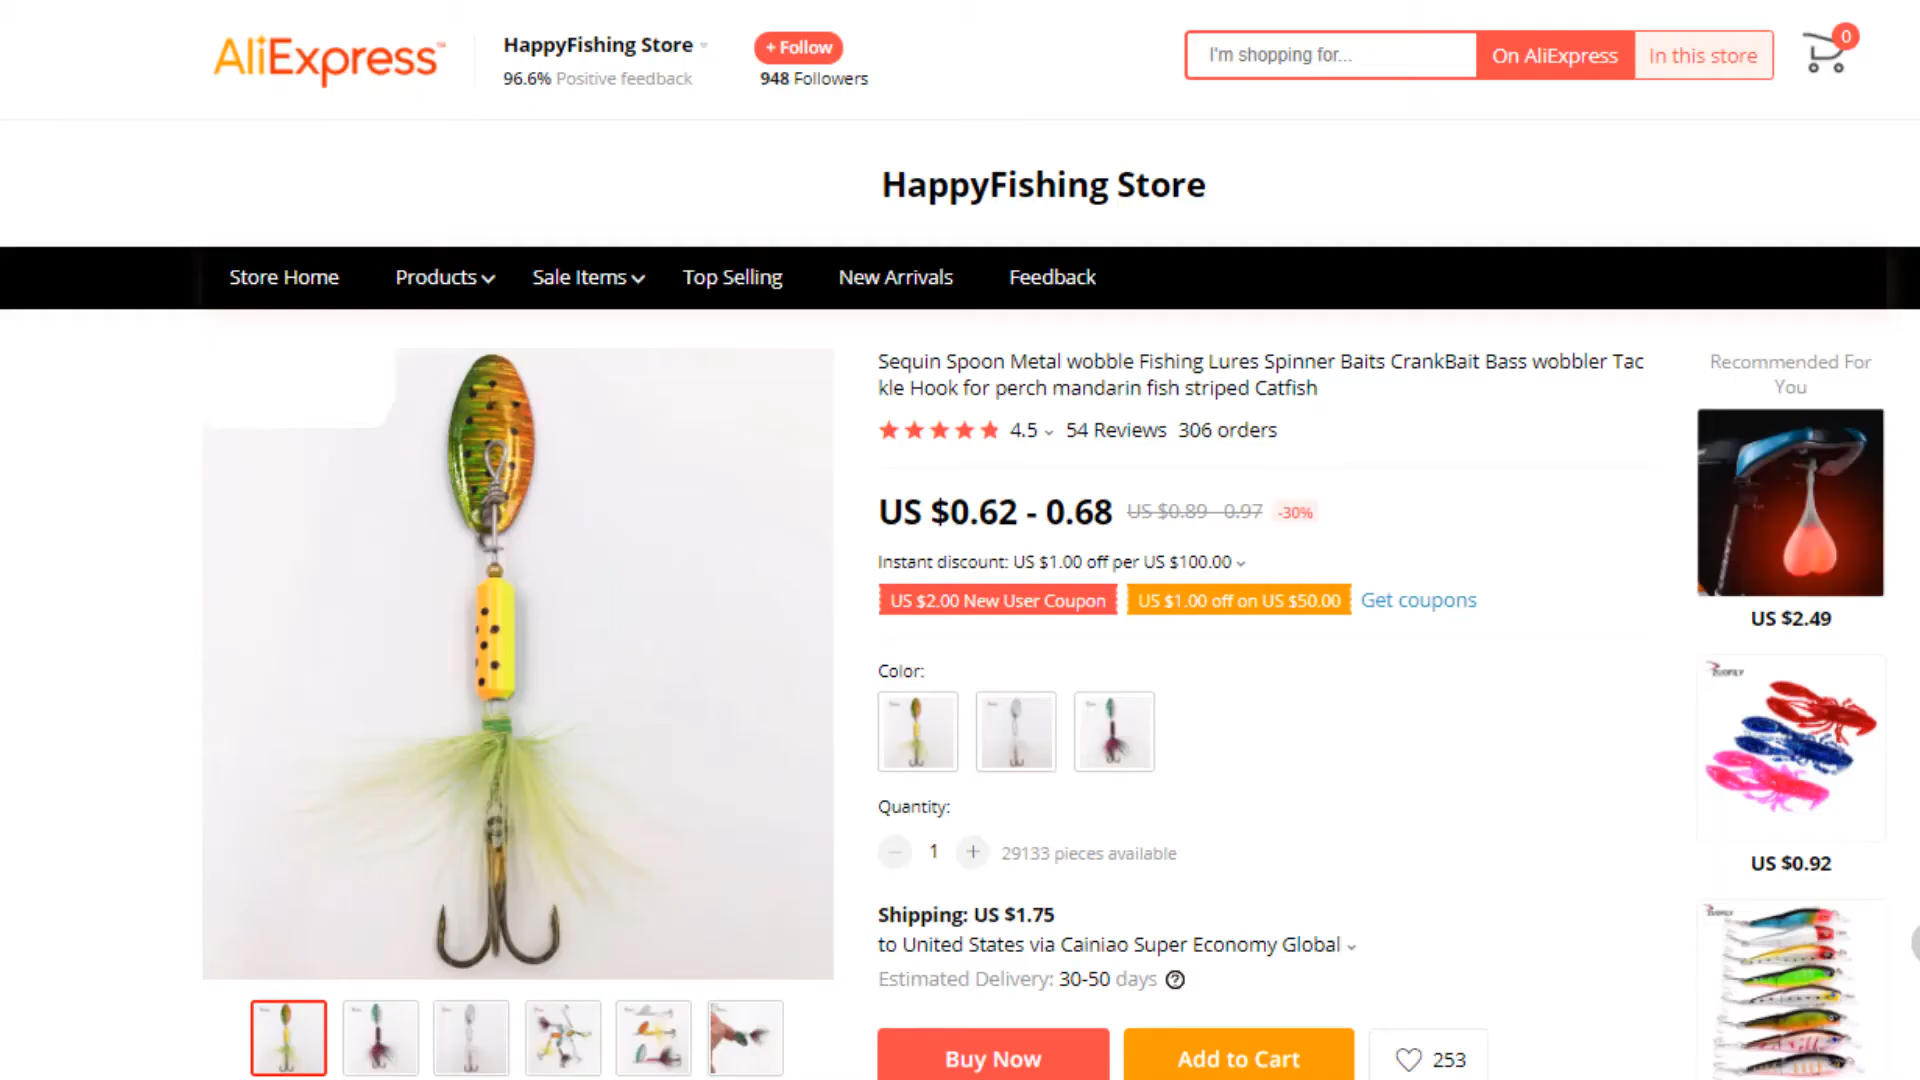 AliExpress™
HappyFishing Store
96.6% Positive feedback
+ Follow
948 Followers
I'm shopping for...
On AliExpress
In this store
0
HappyFishing Store
Store Home
Products
Sale Items
Top Selling
New Arrivals
Feedback
Sequin Spoon Metal wobble Fishing Lures Spinner Baits CrankBait Bass wobbler Tac
kle Hook for perch mandarin fish striped Catfish
4.5 54 Reviews 306 orders
US $0.62 - 0.68 US $0.89 - 0.97 -30%
Instant discount: US $1.00 off per US $100.00
US $2.00 New User Coupon US $1.00 off on US $50.00 Get coupons
Color:
Quantity:
1 29133 pieces available
Shipping: US $1.75
to United States via Cainiao Super Economy Global
Estimated Delivery: 30-50 days ?
Buy Now
Add to Cart
253
Recommended For
You
US $2.49
US $0.92